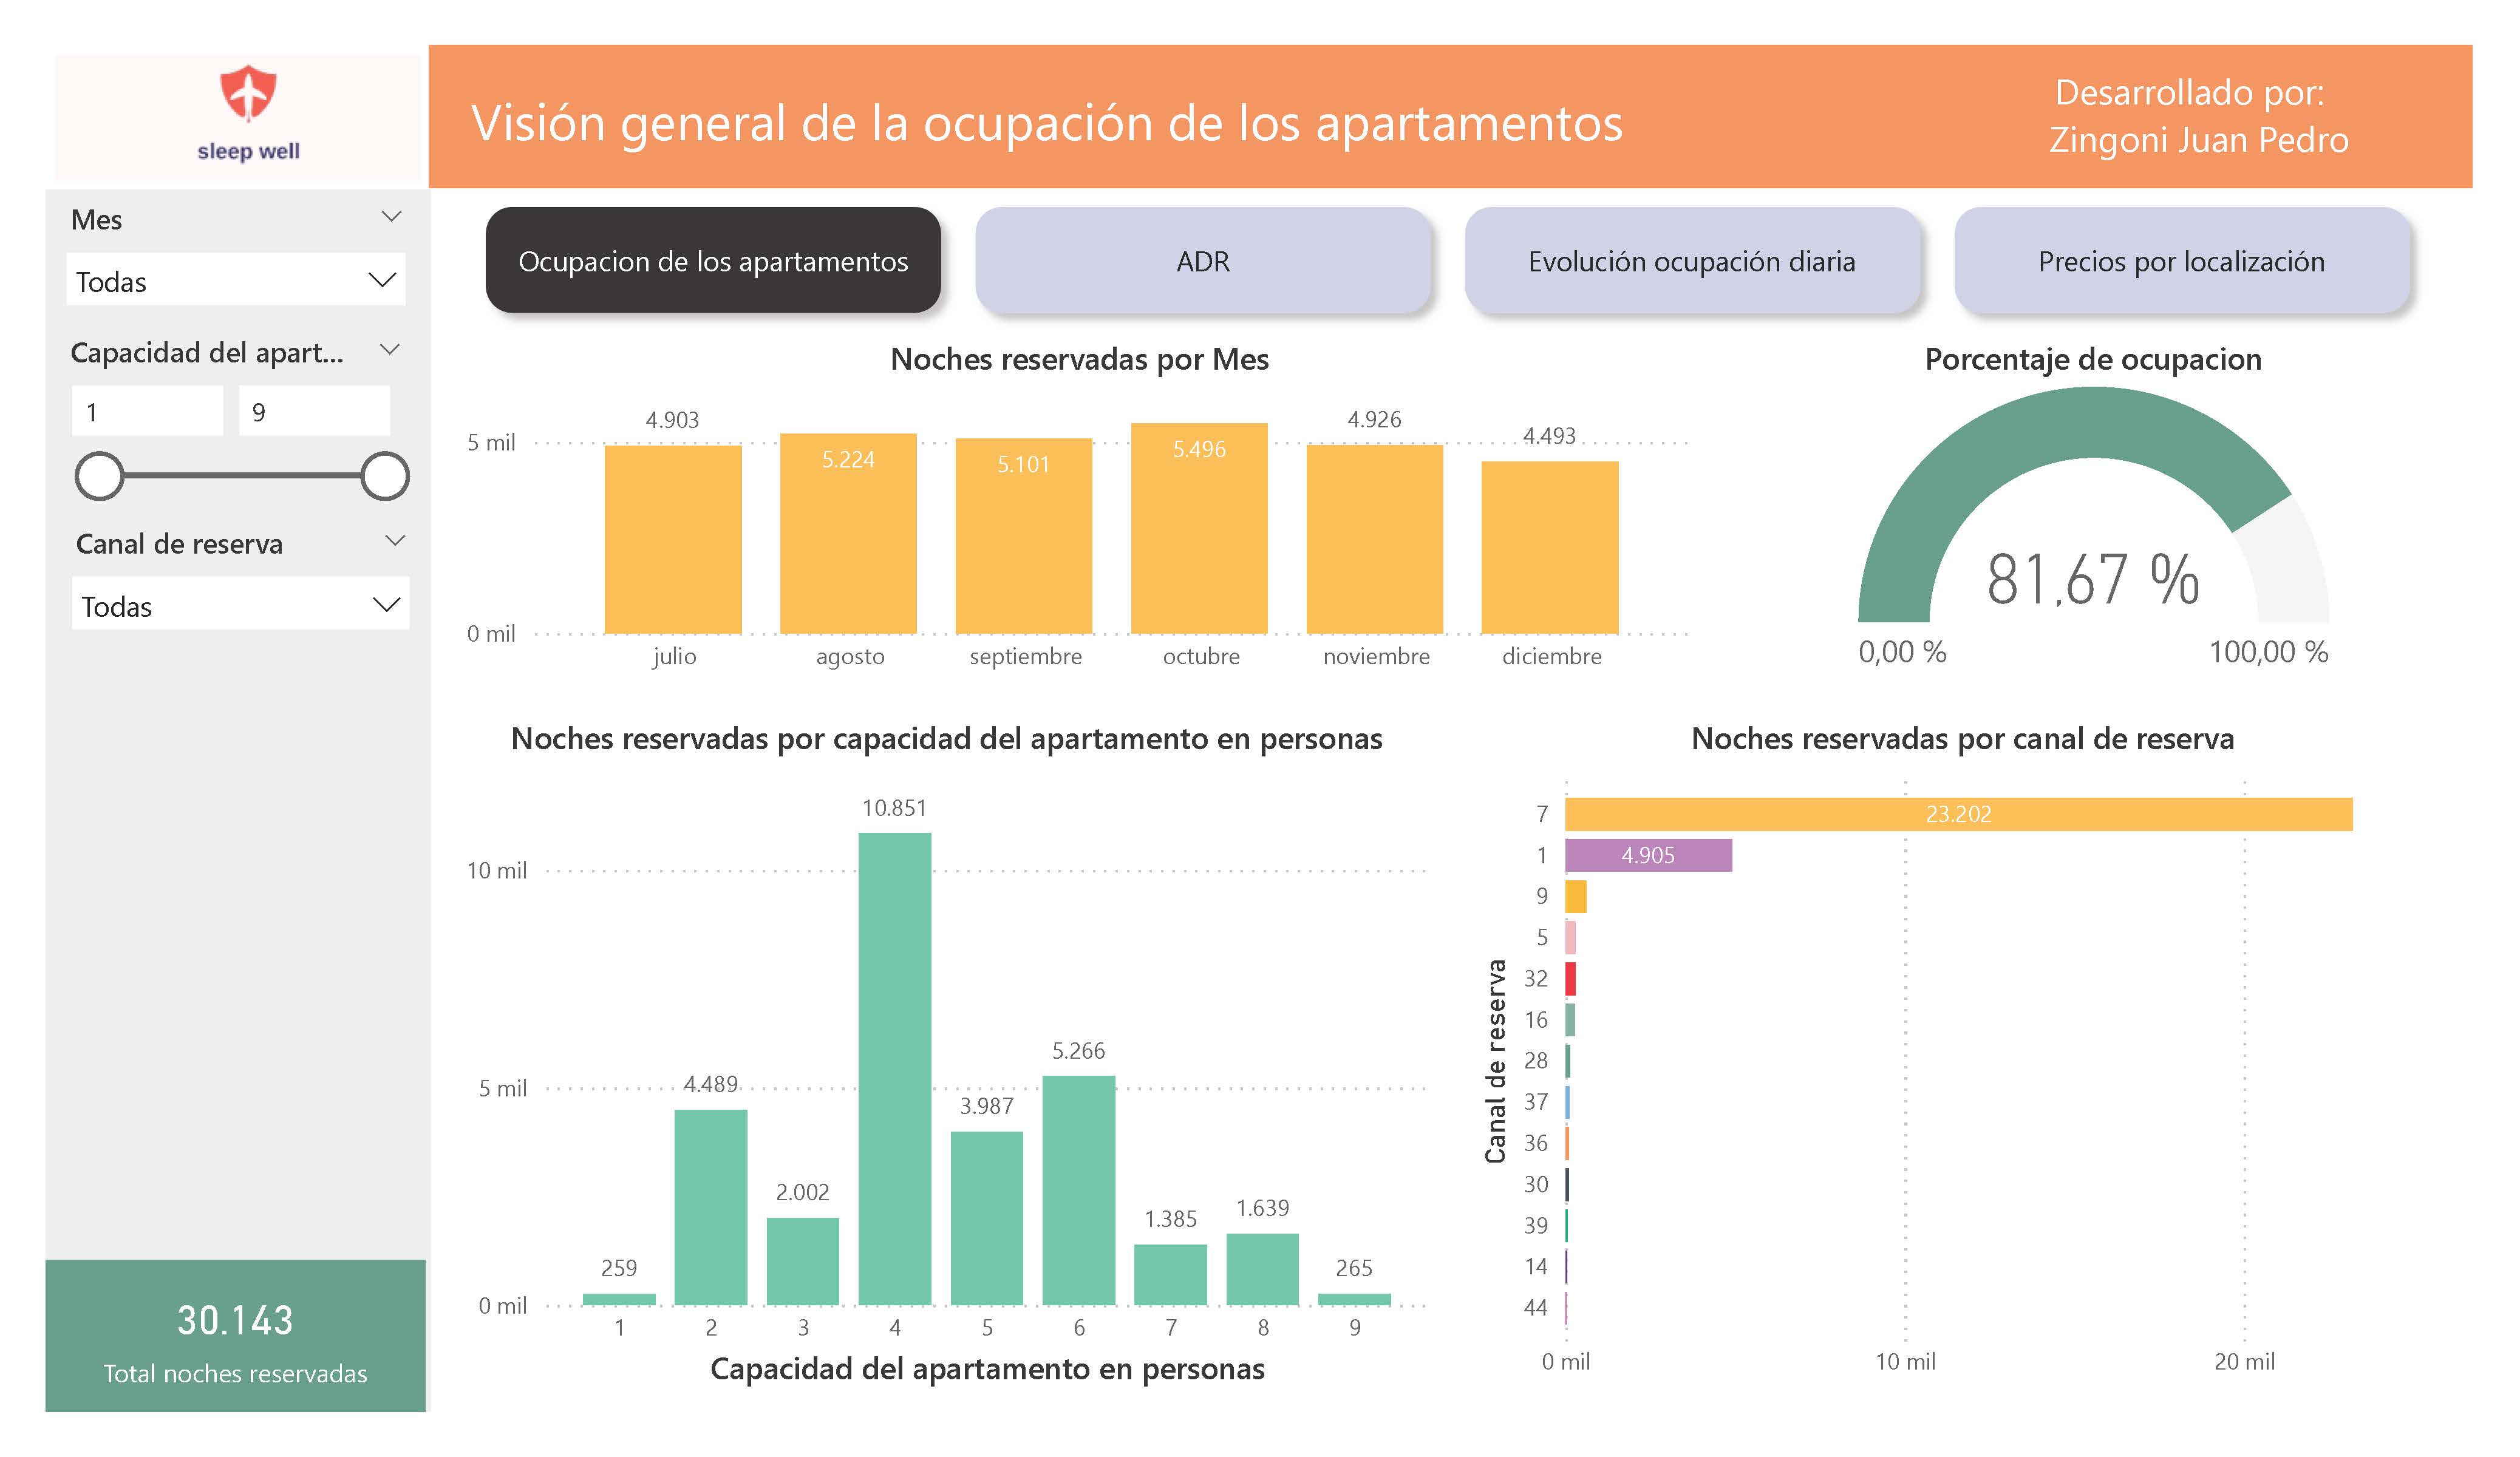 sleep well
Visión general de la ocupación de los apartamentos
Desarrollado por:
Zingoni Juan Pedro
Mes
Todas
Capacidad del apart...
1
9
Canal de reserva
Todas
30.143
Total noches reservadas
Ocupacion de los apartamentos
ADR
Evolución ocupación diaria
Precios por localización
Noches reservadas por Mes
5 mil
0 mil
4.903
5.224
5.101
5.496
4.926
4.493
julio
agosto
septiembre
octubre
noviembre
diciembre
Porcentaje de ocupacion
81,67 %
0,00 %
100,00 %
Noches reservadas por capacidad del apartamento en personas
10 mil
5 mil
0 mil
259
4.489
2.002
10.851
3.987
5.266
1.385
1.639
265
1
2
3
4
5
6
7
8
9
Capacidad del apartamento en personas
Noches reservadas por canal de reserva
Canal de reserva
7
23.202
1
4.905
9
5
32
16
28
37
36
30
39
14
44
0 mil
10 mil
20 mil